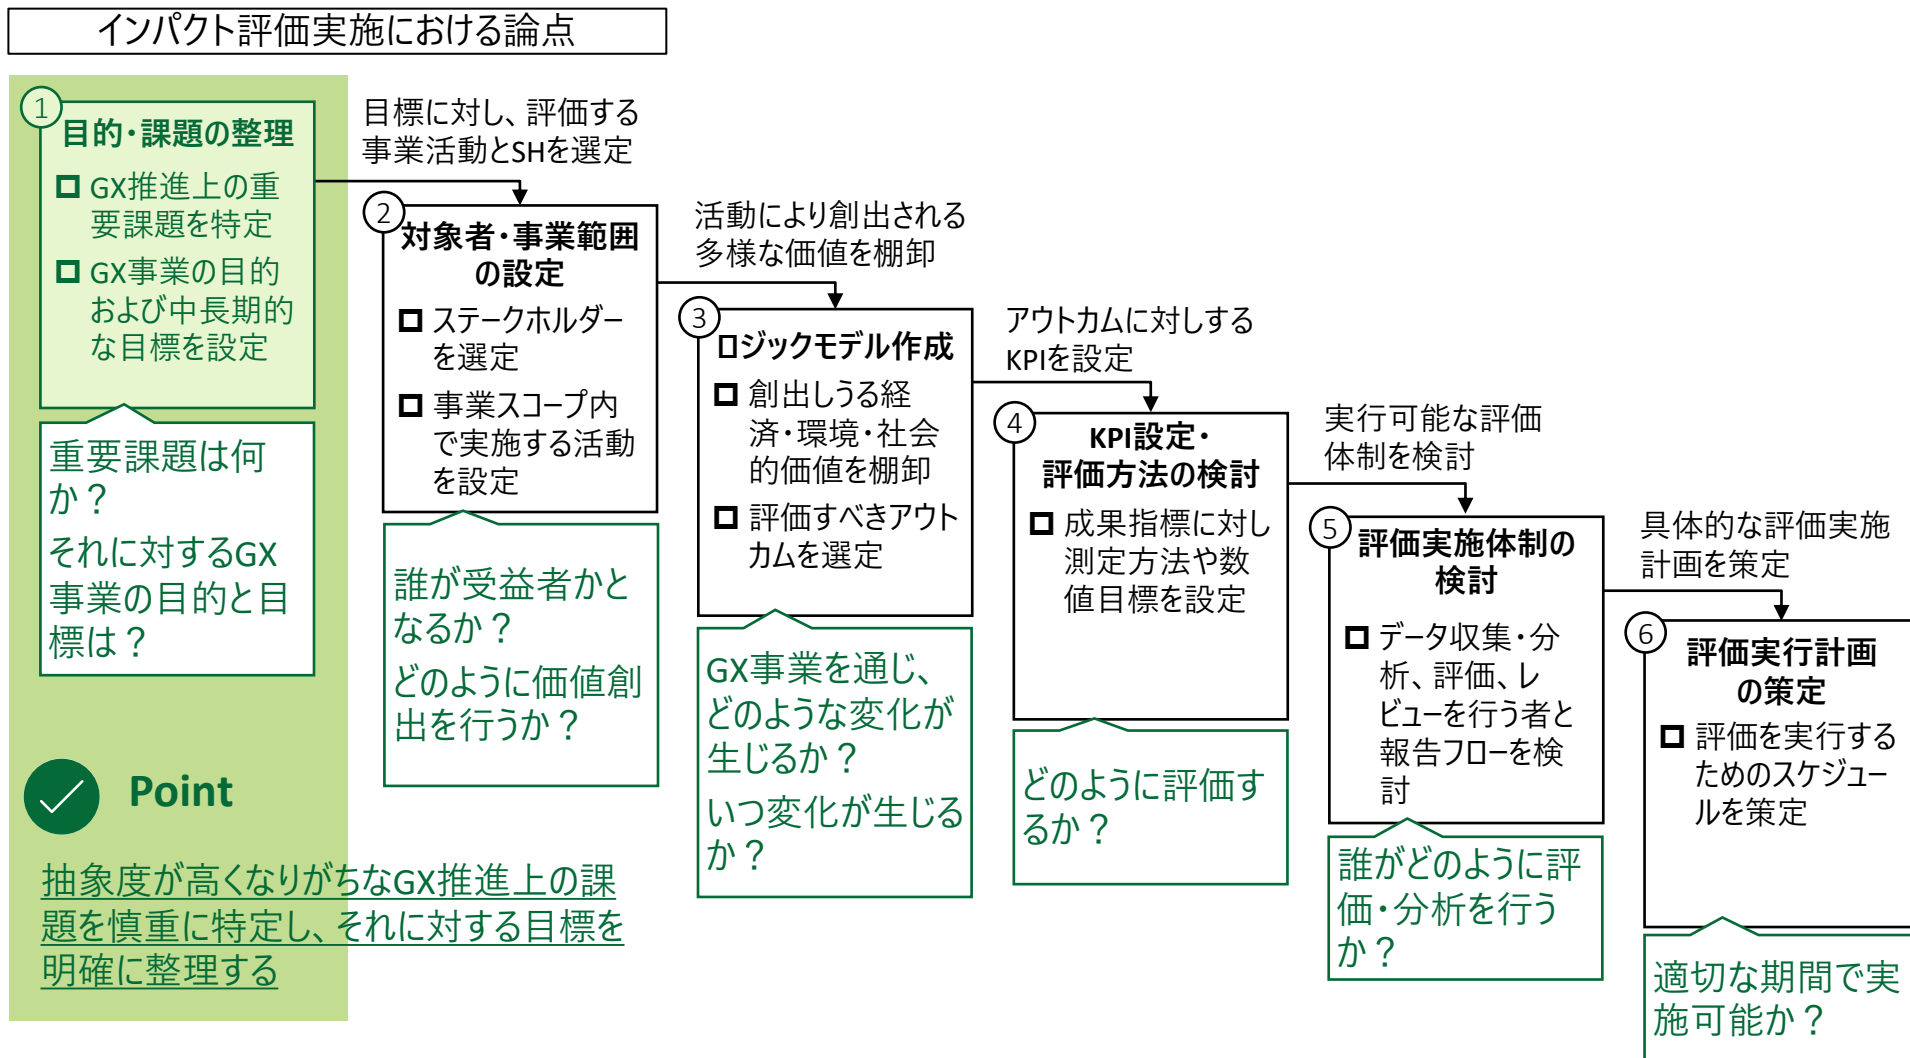 インパクト評価実施における論点
1
目的・課題の整理
GX推進上の重
要課題を特定
GX事業の目的
および中長期的
な目標を設定
重要課題は何
か？
それに対するGX
事業の目的と目
標は？
Point
抽象度が高くなりがちなGX推進上の課
題を慎重に特定し、それに対する目標を
明確に整理する
目標に対し、評価する
事業活動とSHを選定
2
対象者・事業範囲
の設定
ステークホルダー
を選定
事業スコープ内
で実施する活動
を設定
誰が受益者かと
なるか？
どのように価値創
出を行うか？
活動により創出される
多様な価値を棚卸
3
ロジックモデル作成
創出しうる経
済・環境・社会
的価値を棚卸
評価すべきアウト
カムを選定
GX事業を通じ、
どのような変化が
生じるか？
いつ変化が生じる
か？
アウトカムに対しする
KPIを設定
4
KPI設定・
評価方法の検討
成果指標に対し
測定方法や数
値目標を設定
どのように評価す
るか？
実行可能な評価
体制を検討
5
評価実施体制の
検討
データ収集・分
析、評価、レ
ビューを行う者と
報告フローを検
討
誰がどのように評
価・分析を行う
か？
具体的な評価実施
計画を策定
6
評価実行計画
の策定
評価を実行する
ためのスケジュー
ルを策定
適切な期間で実
施可能か？